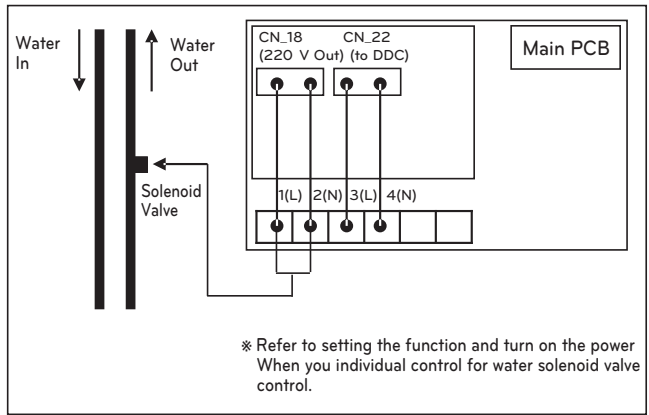 Water
In
Water
Out
CN_18 CN_22
(220 V Out) (to DDC)
Main PCB
Solenoid
Valve
1(L) 2(N) 3(L) 4(N)
※ Refer to setting the function and turn on the power
When you individual control for water solenoid valve
control.